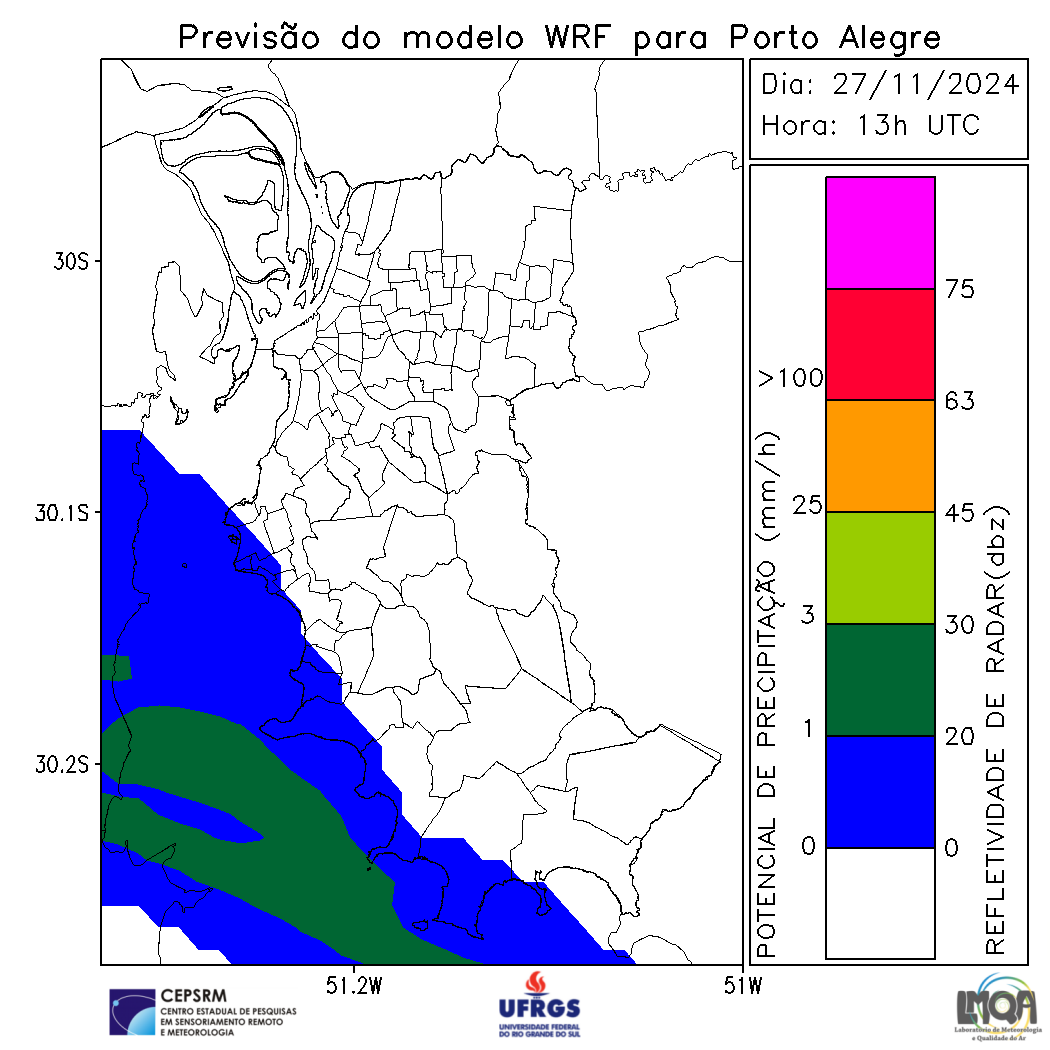 Previsão do modelo WRF para Porto Alegre
Dia: 27/11/2024
Hora: 13h UTC
30S
30.1S
30.2S
51.2W
51W
POTENCIAL DE PRECIPITAÇÃO (mm/h)
>100
25
3
1
0
75
63
45
30
20
0
REFLETIVIDADE DE RADAR(dbz)
CEPSRM
CENTRO ESTADUAL DE PESQUISAS
EM SENSORIAMENTO REMOTO
E METEOROLOGIA
UFRGS
UNIVERSIDADE FEDERAL
DO RIO GRANDE DO SUL
LMQA
Laboratório de Meteorologia
e Qualidade do Ar